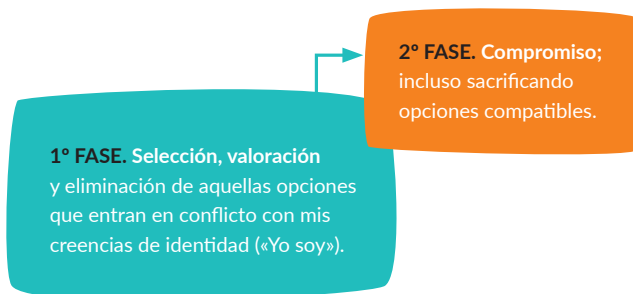 2º FASE. Compromiso;
incluso sacrificando
opciones compatibles.
1º FASE. Selección, valoración
y eliminación de aquellas opciones
que entran en conflicto con mis
creencias de identidad («Yo soy»).